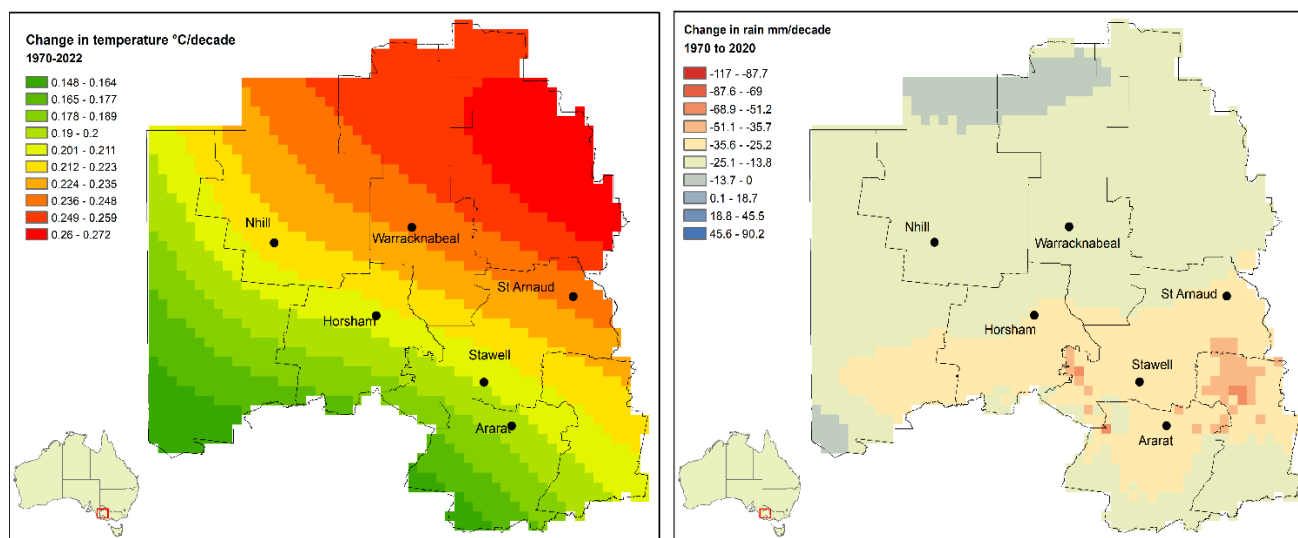 Change in temperature °C/decade
1970-2022
0.148 - 0.164
0.165 - 0.177
0.178 - 0.189
0.19 - 0.2
0.201 - 0.211
0.212 - 0.223
0.224 - 0.235
0.236 - 0.248
0.249 - 0.259
0.26 - 0.272
Nhill
Warracknabeal
St Arnaud
Horsham
Stawell
Ararat
Change in rain mm/decade
1970 to 2020
-117 - -87.7
-87.6 - -69
-68.9 - -51.2
-51.1 - -35.7
-35.6 - -25.2
-25.1 - -13.8
-13.7 - 0
0.1 - 18.7
18.8 - 45.5
45.6 - 90.2
Nhill
Warracknabeal
St Arnaud
Horsham
Stawell
Ararat